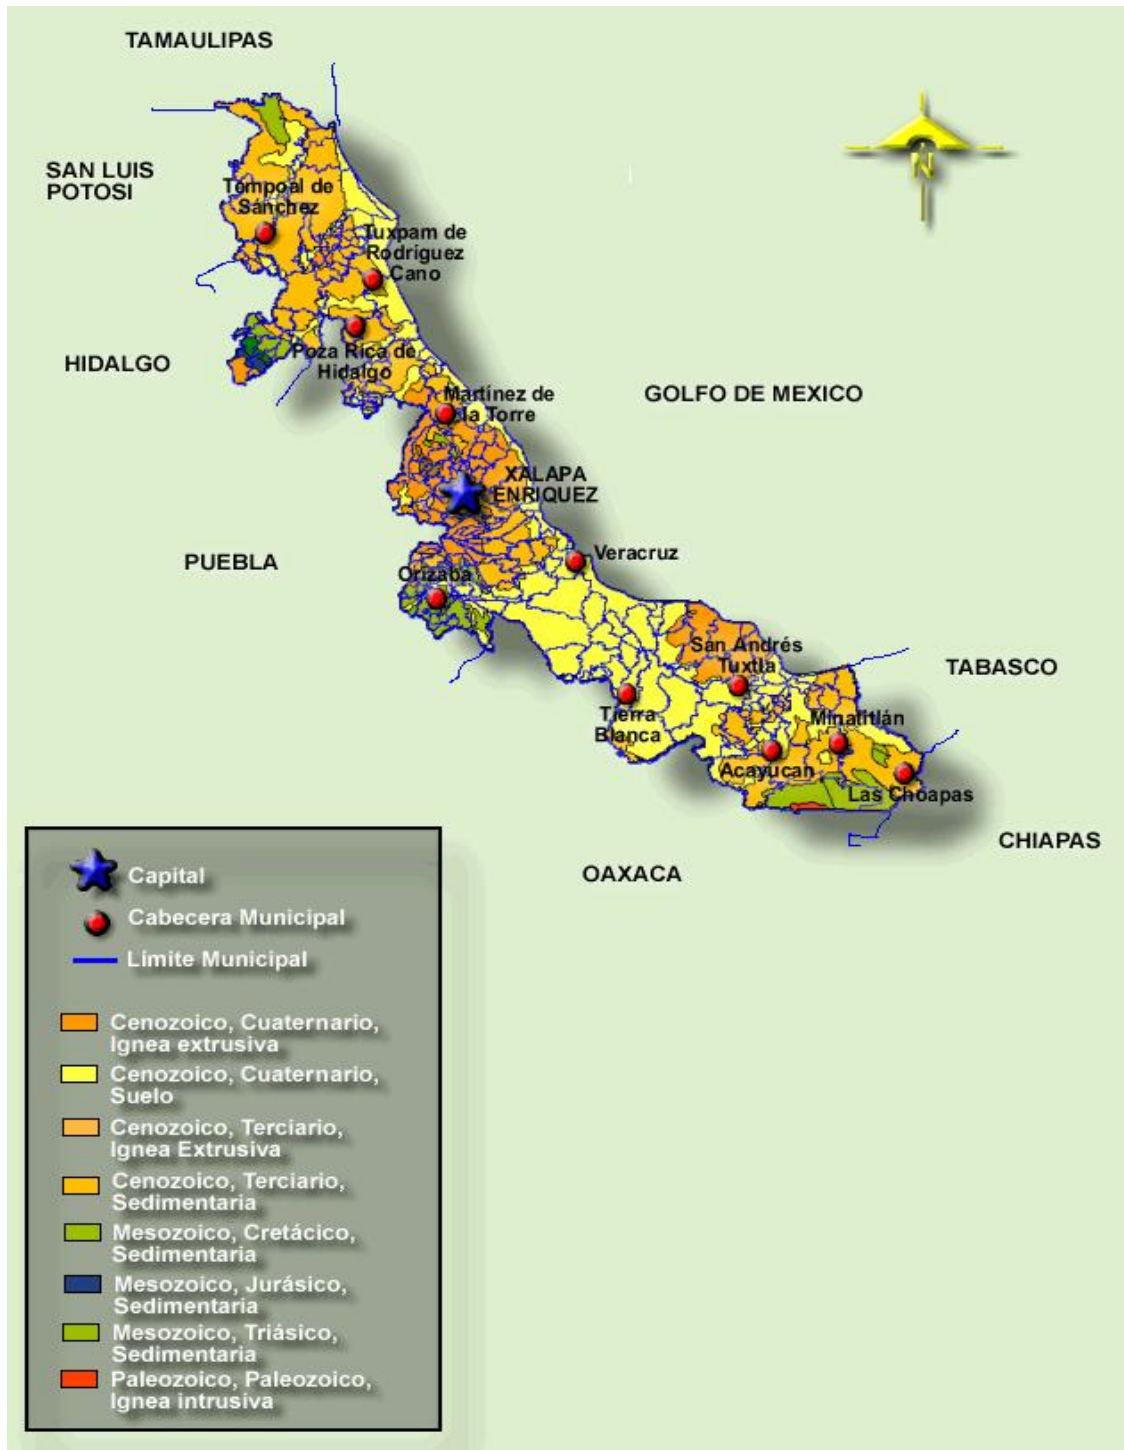 TAMAULIPAS
SAN LUIS
POTOSI
N
Tempoal de
Sánchez
Tuxpam de
Rodríguez
Cano
HIDALGO
Poza Rica de
Hidalgo
Martínez de
la Torre
GOLFO DE MEXICO
XALAPA
ENRIQUEZ
PUEBLA
Veracruz
Orizaba
San Andrés
Tuxtla
TABASCO
Tierra
Blanca
Minatitlán
Acayucan
Las Choapas
CHIAPAS
OAXACA
Capital
Cabecera Municipal
Límite Municipal
Cenozoico, Cuaternario,
Ignea extrusiva
Cenozoico, Cuaternario,
Suelo
Cenozoico, Terciario,
Ignea Extrusiva
Cenozoico, Terciario,
Sedimentaria
Mesozoico, Cretácico,
Sedimentaria
Mesozoico, Jurásico,
Sedimentaria
Mesozoico, Triásico,
Sedimentaria
Paleozoico, Paleozoico,
Ignea intrusiva